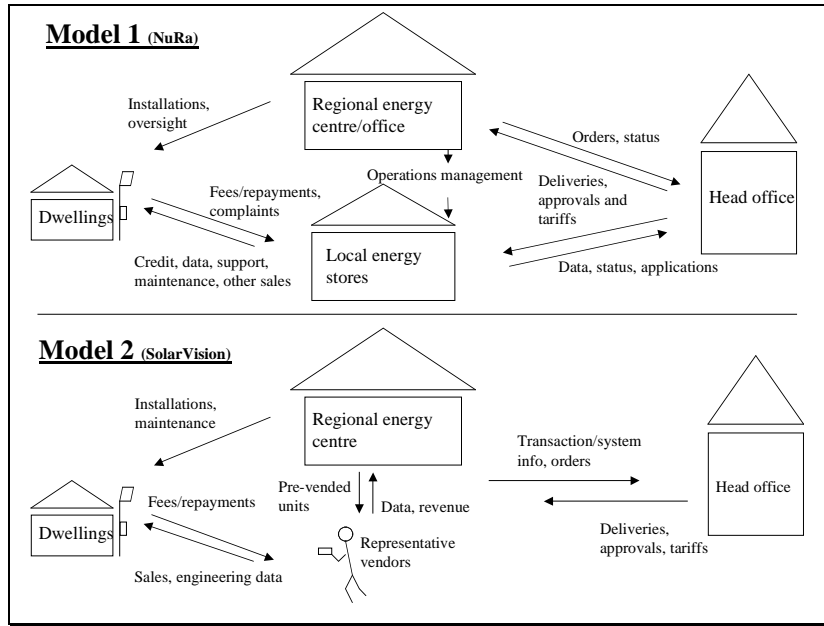 Model 1 (NuRa)
Installations,
oversight
Regional energy
centre/office
Orders, status
Operations management
Deliveries,
approvals and
tariffs
Head office
Dwellings
Fees/repayments,
complaints
Credit, data, support,
maintenance, other sales
Local energy
stores
Data, status, applications
Model 2 (SolarVision)
Installations,
maintenance
Regional energy
centre
Transaction/system
info, orders
Head office
Pre-vended
units
Data, revenue
Dwellings
Fees/repayments
Representative
vendors
Deliveries,
approvals, tariffs
Sales, engineering data